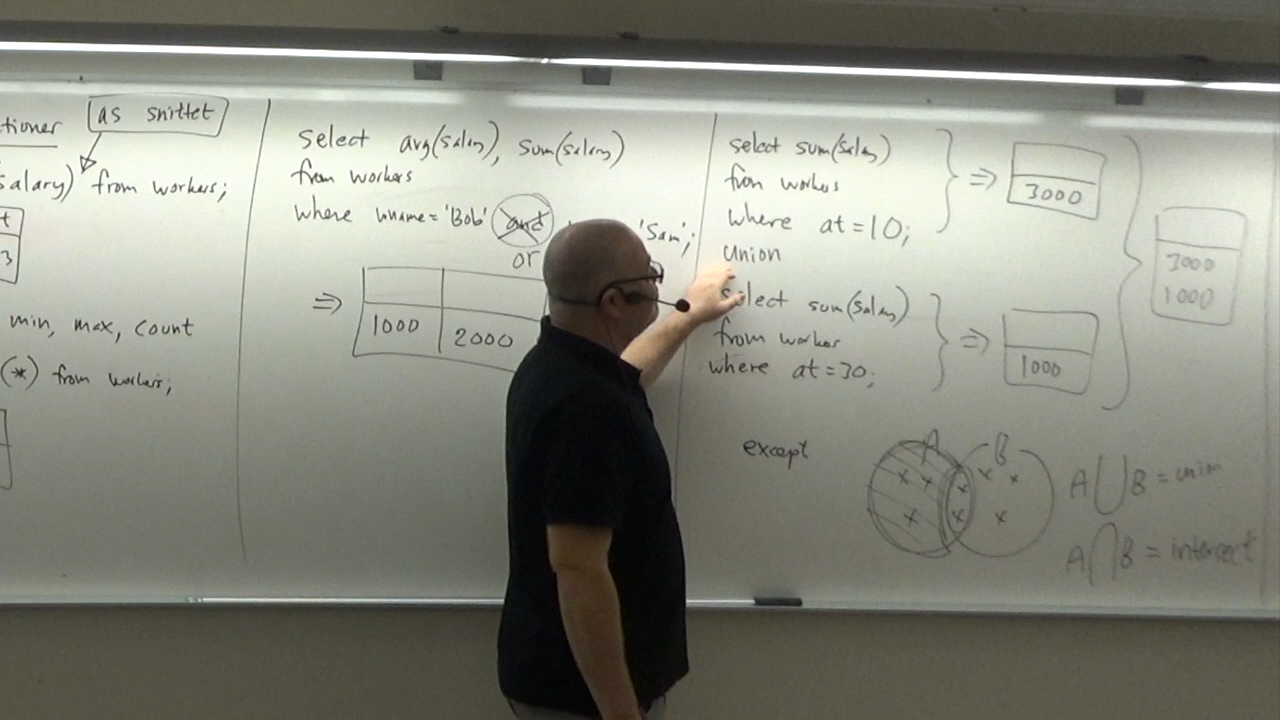 as snittet
tioner
salary) from workers;
t
3
min, max, count
(*) from workers;
select avg(salary), sum(salary)
from workers
where wname='Bob' and 'Sam';
or
⇒
1000 2000
select sum(salary)
from workers
where at=10;
union
select sum(salary)
from worker
where at=30;
⇒
3000
⇒
1000
3000
1000
except
A B
A ⋃ B = union
A ⋂ B = intersect